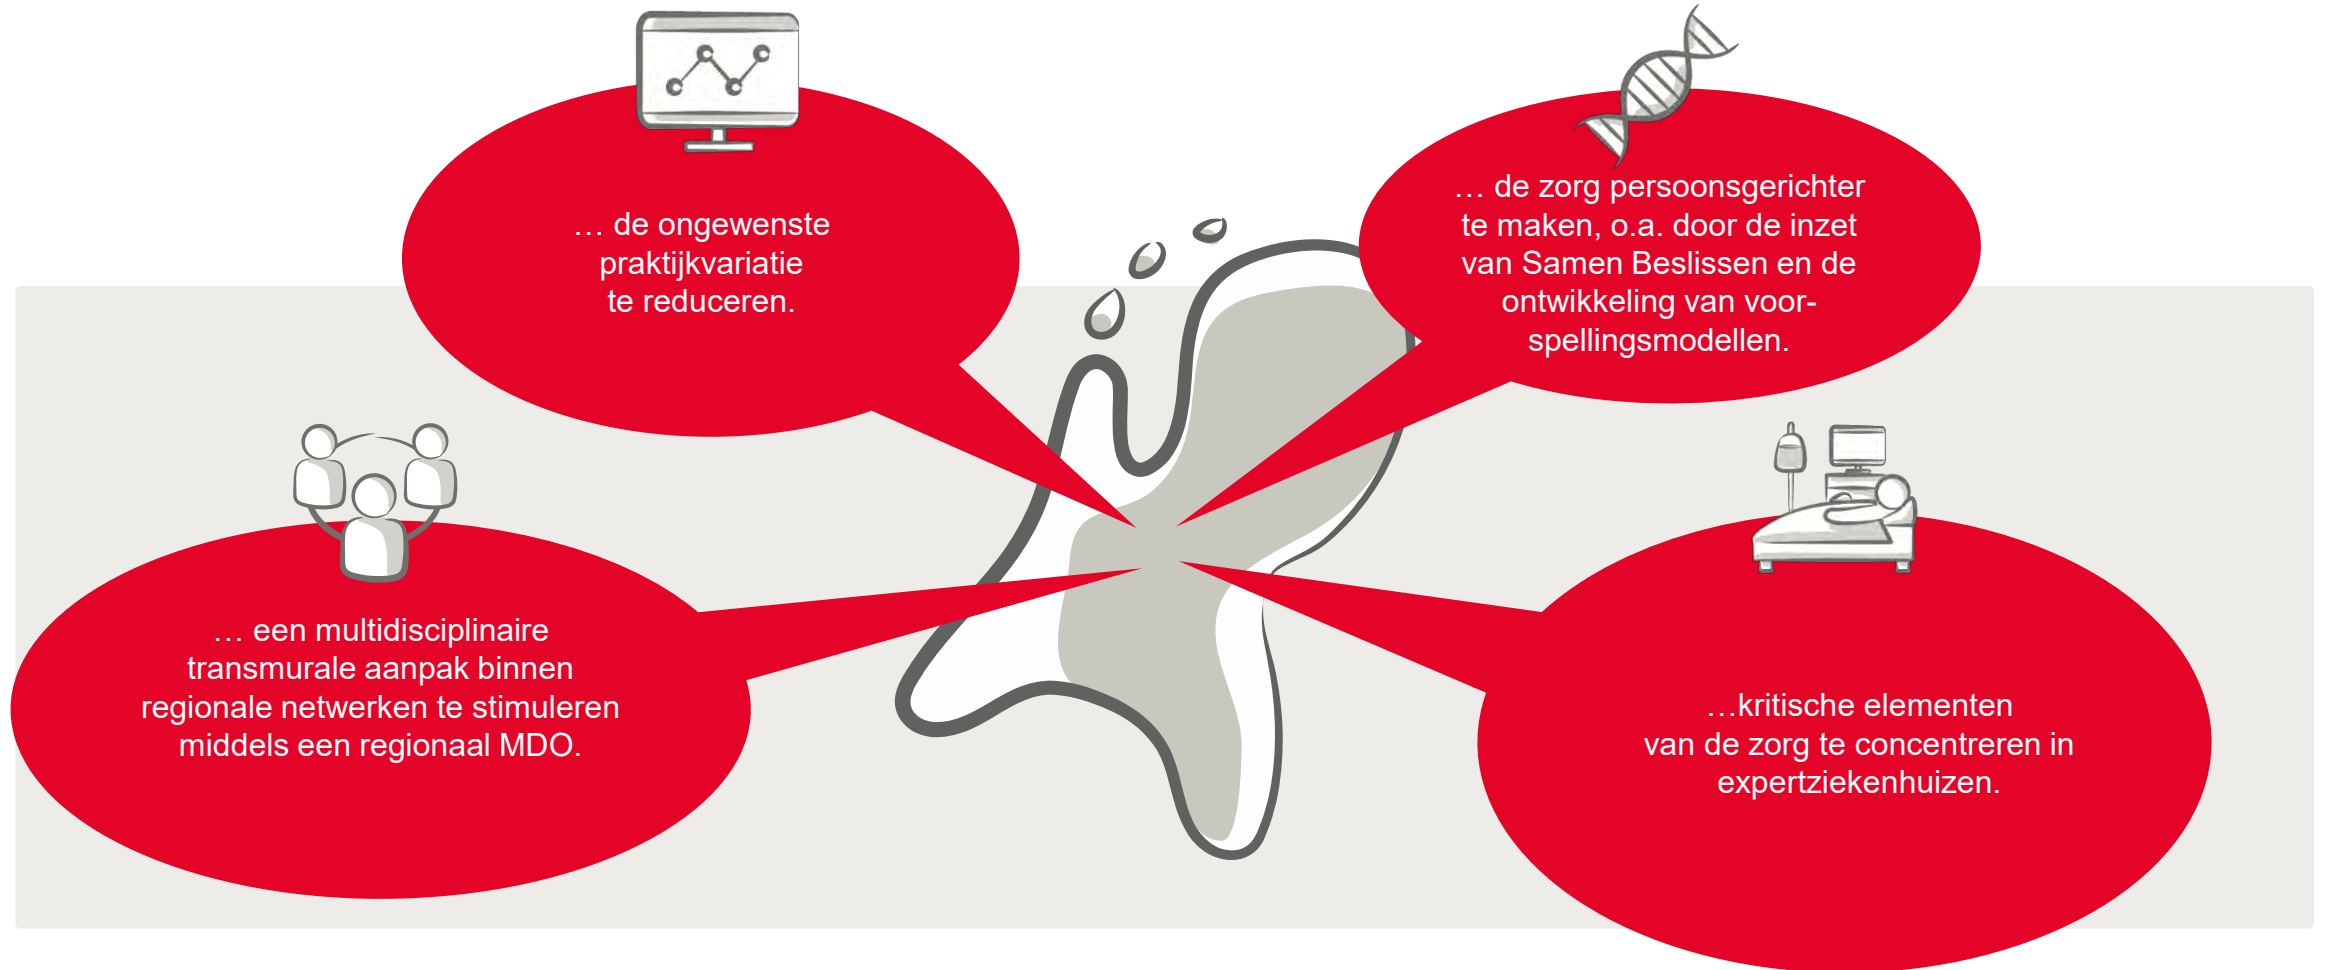 … de ongewenste
praktijkvariatie
te reduceren.
… de zorg persoonsgerichter
te maken, o.a. door de inzet
van Samen Beslissen en de
ontwikkeling van voor-
spellingsmodellen.
… een multidisciplinaire
transmurale aanpak binnen
regionale netwerken te stimuleren
middels een regionaal MDO.
…kritische elementen
van de zorg te concentreren in
expertziekenhuizen.